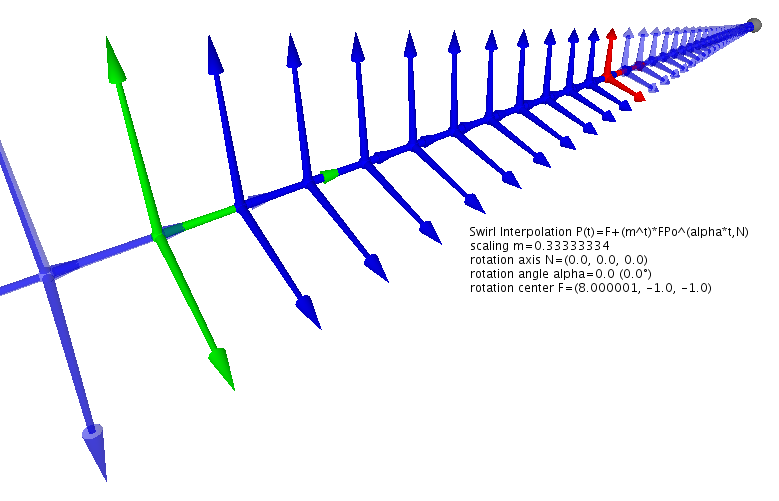 Swirl Interpolation P(t)=F+(m^t)*FPo^(alpha*t,N)
scaling m=0.33333334
rotation axis N=(0.0, 0.0, 0.0)
rotation angle alpha=0.0 (0.0°)
rotation center F=(8.000001, -1.0, -1.0)